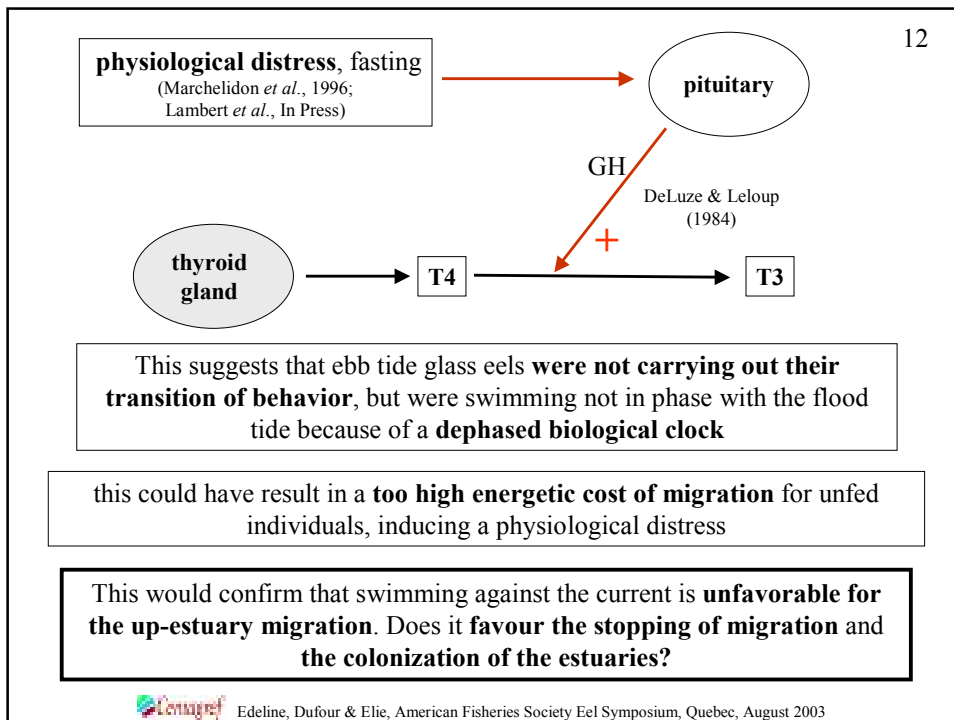 12
physiological distress, fasting
(Marchelidon et al., 1996;
Lambert et al., In Press)
pituitary
GH
DeLuze & Leloup
(1984)
+
thyroid
gland
T4
T3
This suggests that ebb tide glass eels were not carrying out their
transition of behavior, but were swimming not in phase with the flood
tide because of a dephased biological clock
this could have result in a too high energetic cost of migration for unfed
individuals, inducing a physiological distress
This would confirm that swimming against the current is unfavorable for
the up-estuary migration. Does it favour the stopping of migration and
the colonization of the estuaries?
Cemagref Edeline, Dufour & Elie, American Fisheries Society Eel Symposium, Quebec, August 2003